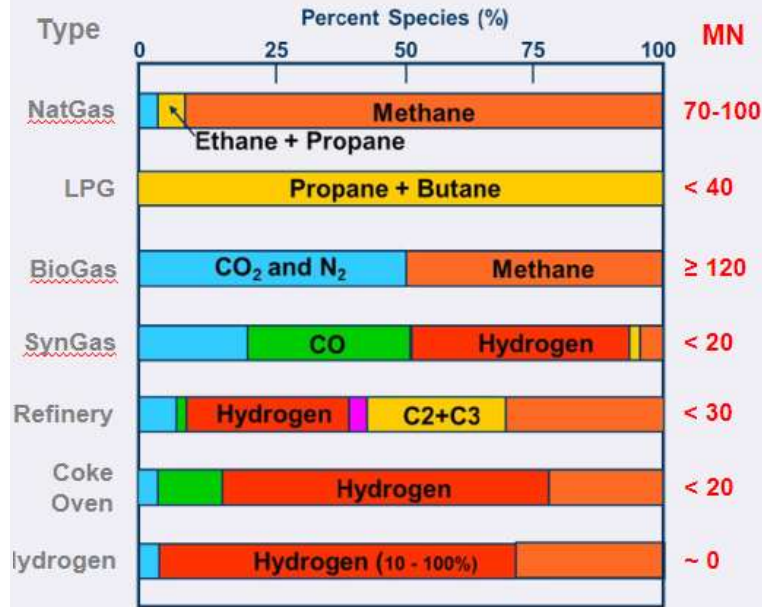 Percent Species (%)
Type
MN
0 25 50 75 100
NatGas Methane 70-100
Ethane + Propane
LPG Propane + Butane < 40
BioGas CO₂ and N₂ Methane ≥ 120
SynGas CO Hydrogen < 20
Refinery Hydrogen C2+C3 < 30
Coke
Oven Hydrogen < 20
ydrogen Hydrogen (10 - 100%) ~ 0